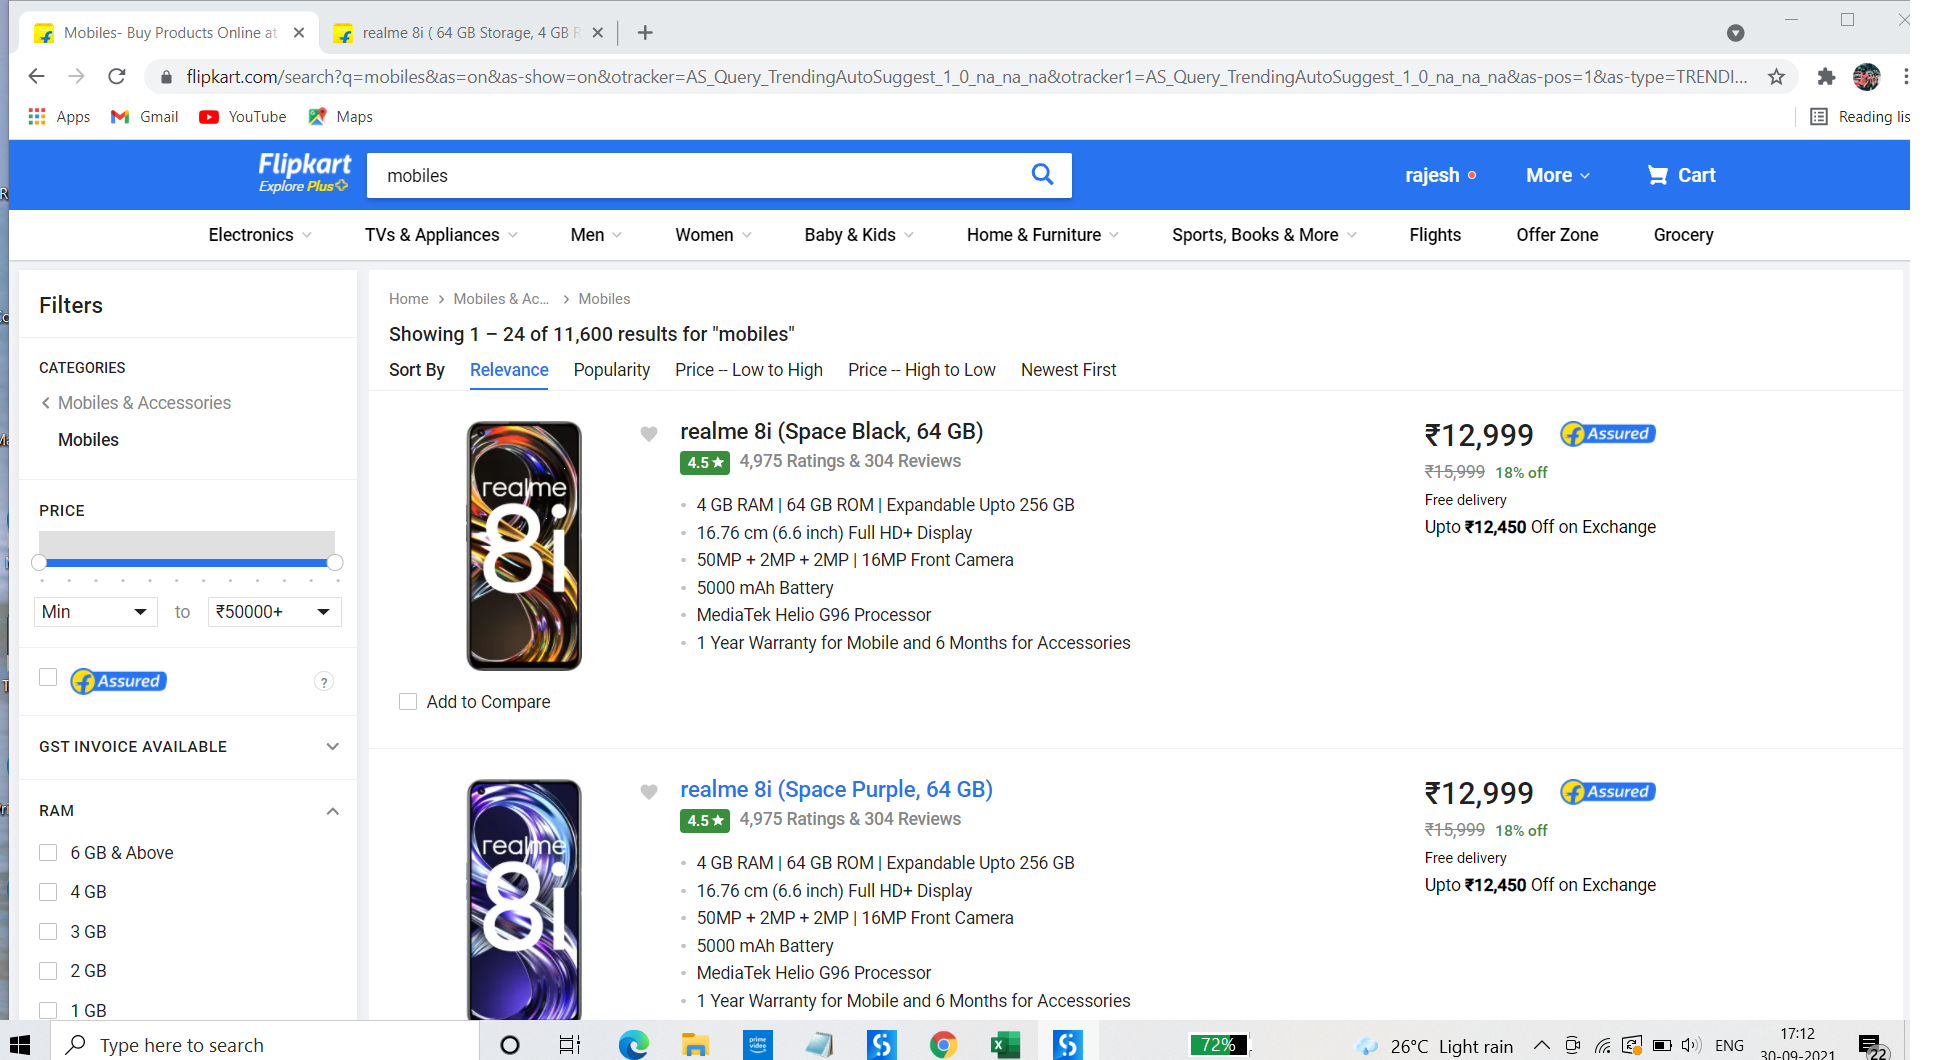 Mobiles- Buy Products Online at
realme 8i ( 64 GB Storage, 4 GB R
flipkart.com/search?q=mobiles&as=on&as-show=on&otracker=AS_Query_TrendingAutoSuggest_1_0_na_na_na&otracker1=AS_Query_TrendingAutoSuggest_1_0_na_na_na&as-pos=1&as-type=TRENDI...
Apps Gmail YouTube Maps Reading lis
Flipkart
Explore Plus
mobiles
rajesh More Cart
Electronics TVs & Appliances Men Women Baby & Kids Home & Furniture Sports, Books & More Flights Offer Zone Grocery
Filters
CATEGORIES
Mobiles & Accessories
Mobiles
PRICE
Min to ₹50000+
Assured ?
GST INVOICE AVAILABLE
RAM
6 GB & Above
4 GB
3 GB
2 GB
1 GB
Home > Mobiles & Ac... > Mobiles
Showing 1 – 24 of 11,600 results for "mobiles"
Sort By Relevance Popularity Price -- Low to High Price -- High to Low Newest First
realme
8i
Add to Compare
realme 8i (Space Black, 64 GB)
4.5★ 4,975 Ratings & 304 Reviews
4 GB RAM | 64 GB ROM | Expandable Upto 256 GB
16.76 cm (6.6 inch) Full HD+ Display
50MP + 2MP + 2MP | 16MP Front Camera
5000 mAh Battery
MediaTek Helio G96 Processor
1 Year Warranty for Mobile and 6 Months for Accessories
₹12,999 Assured
₹15,999 18% off
Free delivery
Upto ₹12,450 Off on Exchange
realme
8i
realme 8i (Space Purple, 64 GB)
4.5★ 4,975 Ratings & 304 Reviews
4 GB RAM | 64 GB ROM | Expandable Upto 256 GB
16.76 cm (6.6 inch) Full HD+ Display
50MP + 2MP + 2MP | 16MP Front Camera
5000 mAh Battery
MediaTek Helio G96 Processor
1 Year Warranty for Mobile and 6 Months for Accessories
₹12,999 Assured
₹15,999 18% off
Free delivery
Upto ₹12,450 Off on Exchange
Type here to search
prime video
72%
26°C Light rain
ENG
17:12
30-09-2021
22